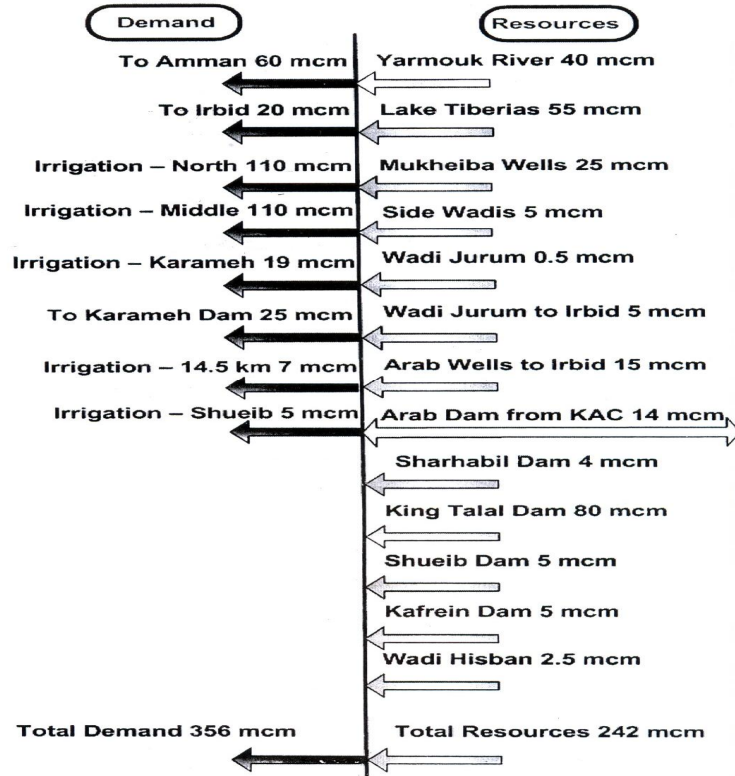 Demand
Resources
To Amman 60 mcm
Yarmouk River 40 mcm
To Irbid 20 mcm
Lake Tiberias 55 mcm
Irrigation – North 110 mcm
Mukheiba Wells 25 mcm
Irrigation – Middle 110 mcm
Side Wadis 5 mcm
Irrigation – Karameh 19 mcm
Wadi Jurum 0.5 mcm
To Karameh Dam 25 mcm
Wadi Jurum to Irbid 5 mcm
Irrigation – 14.5 km 7 mcm
Arab Wells to Irbid 15 mcm
Irrigation – Shueib 5 mcm
Arab Dam from KAC 14 mcm
Sharhabil Dam 4 mcm
King Talal Dam 80 mcm
Shueib Dam 5 mcm
Kafrein Dam 5 mcm
Wadi Hisban 2.5 mcm
Total Demand 356 mcm
Total Resources 242 mcm